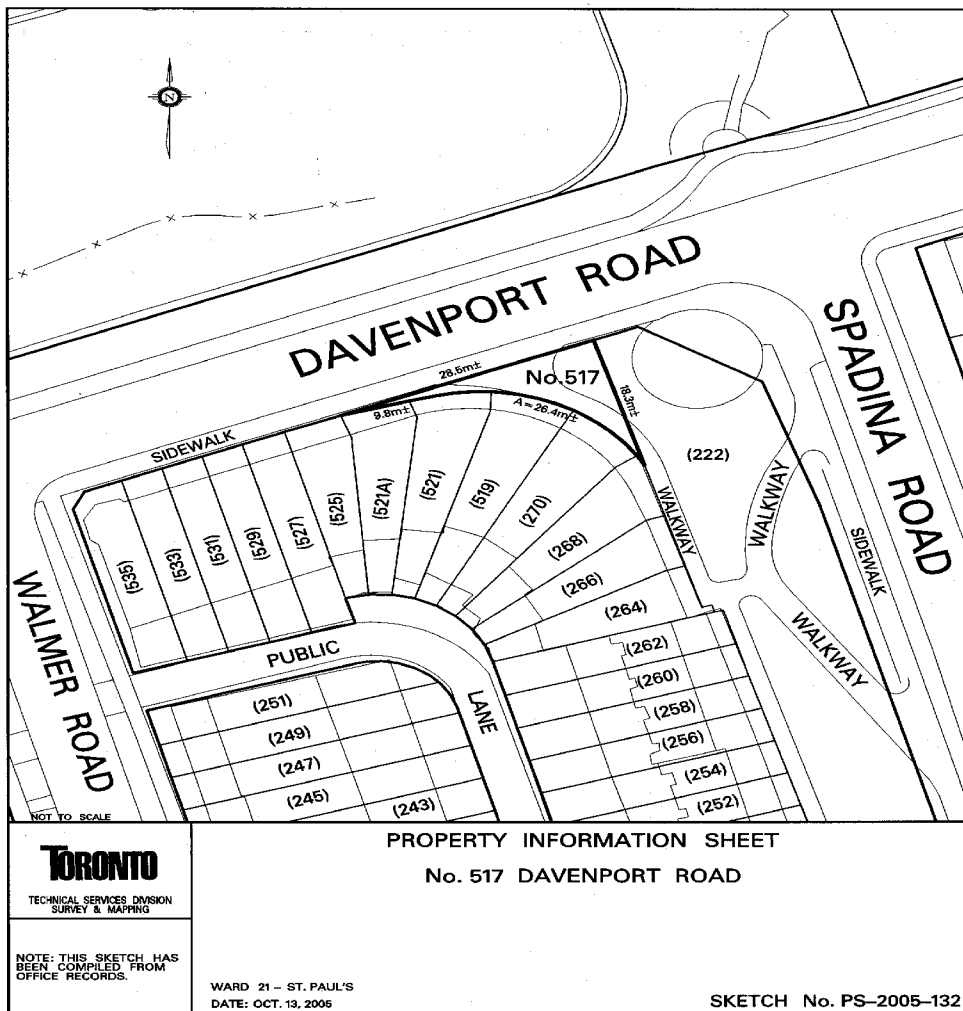 N
DAVENPORT ROAD
SPADINA ROAD
28.5m±
No.517
9.8m±
A=26.4m±
18.3m±
SIDEWALK
(222)
(535)
(533)
(531)
(529)
(527)
(525)
(521A)
(521)
(519)
(270)
(268)
(266)
(264)
WALKWAY
WALKWAY
SIDEWALK
WALKWAY
WALMER ROAD
PUBLIC
LANE
(262)
(260)
(258)
(256)
(254)
(252)
(251)
(249)
(247)
(245)
(243)
NOT TO SCALE
TORONTO
TECHNICAL SERVICES DIVISION
SURVEY & MAPPING
NOTE: THIS SKETCH HAS
BEEN COMPILED FROM
OFFICE RECORDS.
PROPERTY INFORMATION SHEET
No. 517 DAVENPORT ROAD
WARD 21 – ST. PAUL'S
DATE: OCT. 13, 2005
SKETCH No. PS–2005–132